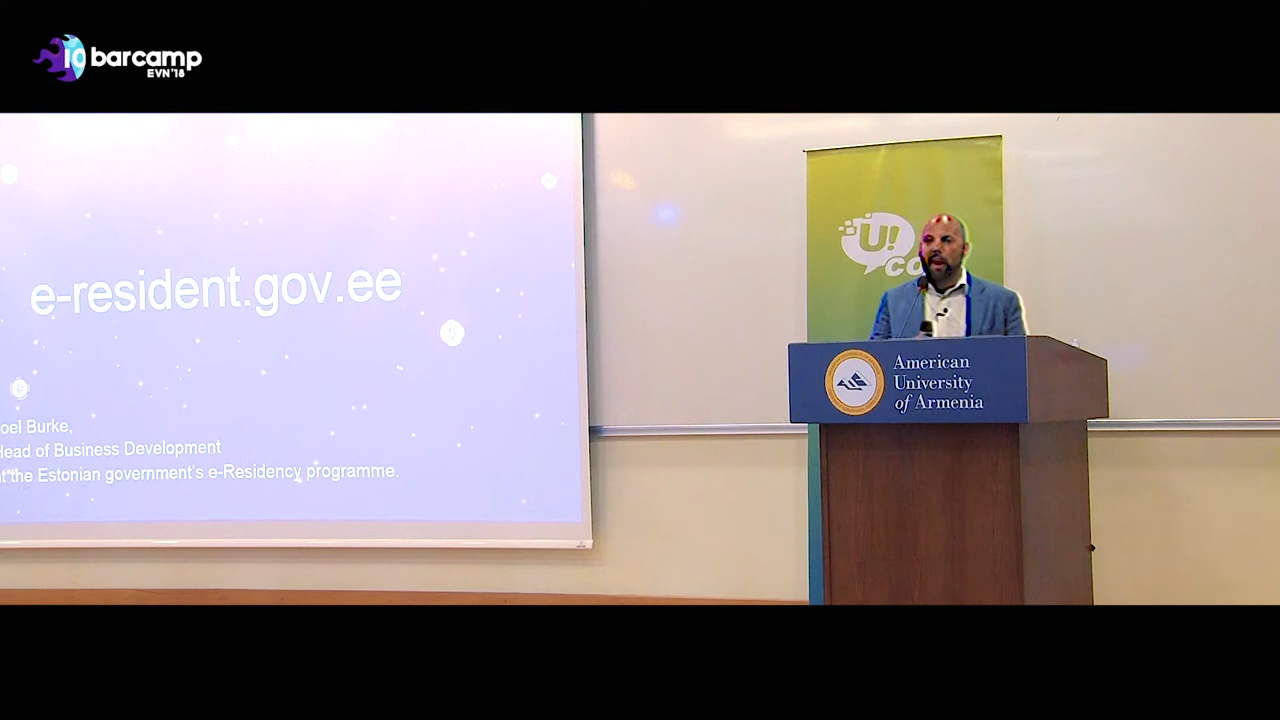 10 barcamp
EVN'18
e-resident.gov.ee
oel Burke,
Head of Business Development
at the Estonian government's e-Residency programme.
U!
co
American
University
of Armenia